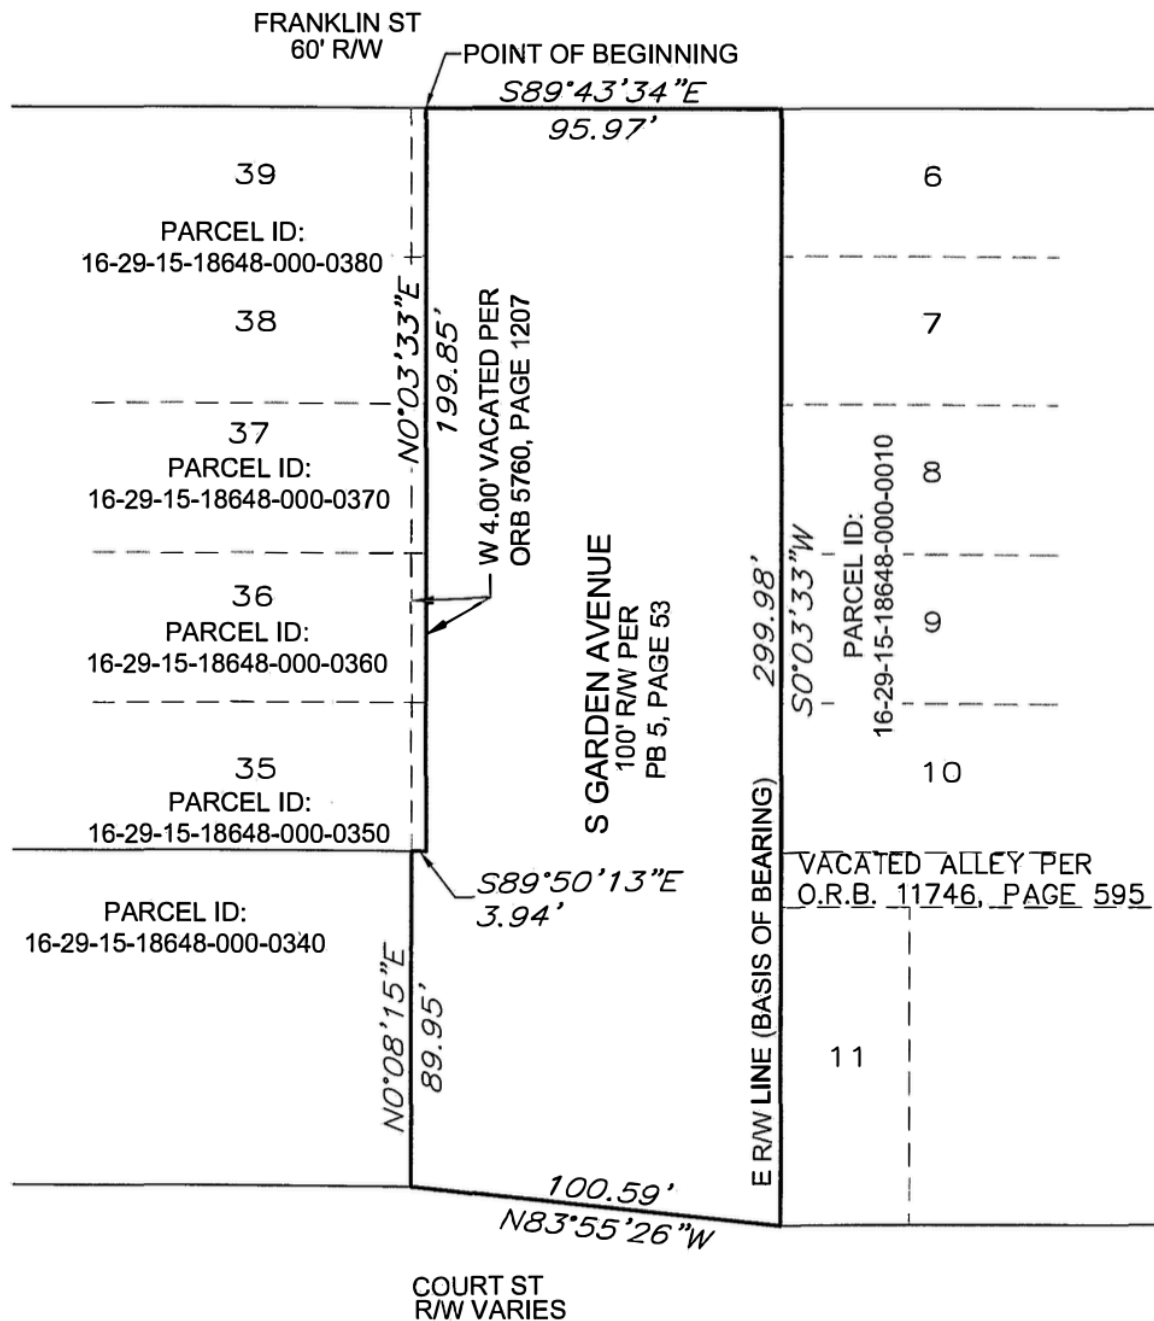 FRANKLIN ST
60' R/W
POINT OF BEGINNING
S89°43'34"E
95.97'
39
PARCEL ID:
16-29-15-18648-000-0380
38
N0°03'33"E
199.85'
W 4.00' VACATED PER
ORB 5760, PAGE 1207
37
PARCEL ID:
16-29-15-18648-000-0370
36
PARCEL ID:
16-29-15-18648-000-0360
35
PARCEL ID:
16-29-15-18648-000-0350
S GARDEN AVENUE
100' R/W PER
PB 5, PAGE 53
299.98'
S0°03'33"W
6
7
8
PARCEL ID:
16-29-15-18648-000-0010
9
10
VACATED ALLEY PER
O.R.B. 11746, PAGE 595
11
E R/W LINE (BASIS OF BEARING)
S89°50'13"E
3.94'
PARCEL ID:
16-29-15-18648-000-0340
N0°08'15"E
89.95'
100.59'
N83°55'26"W
COURT ST
R/W VARIES